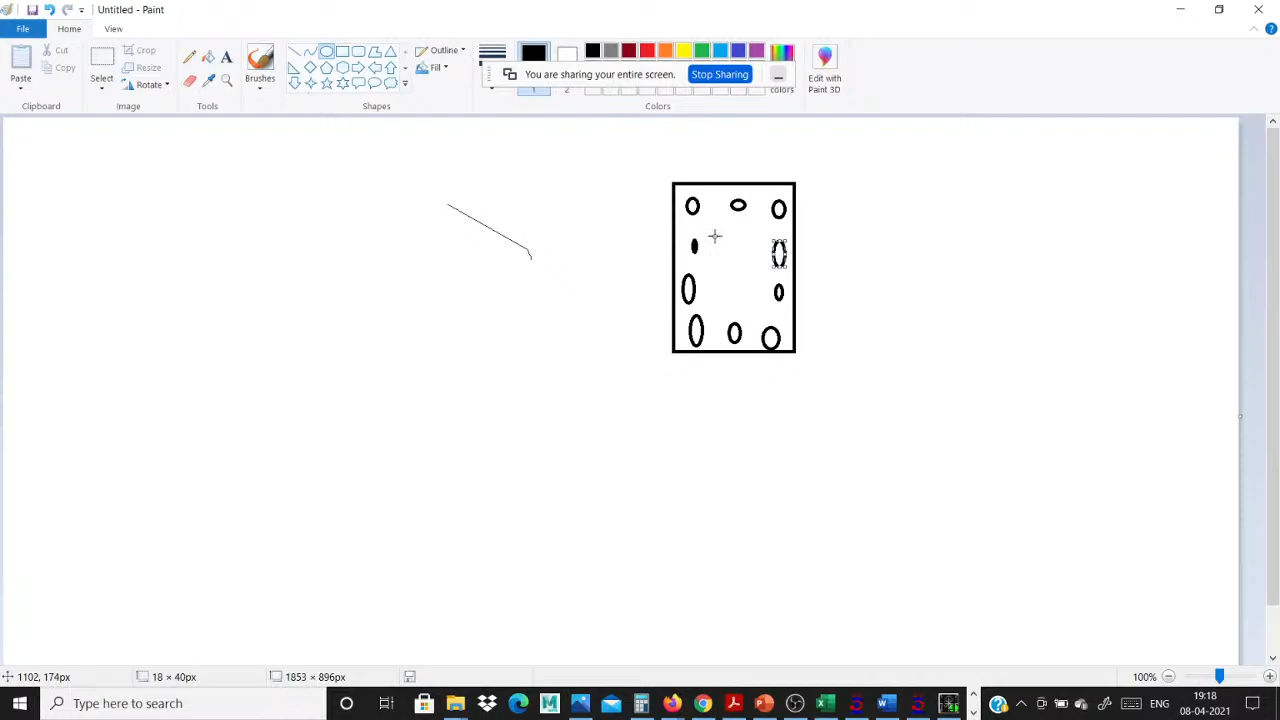 Untitled - Paint
File
Home
View
Paste
Cut
Copy
Select
Crop
Resize
Rotate
A
Brushes
Outline
Fill
1
2
You are sharing your entire screen.
Stop Sharing
colors
Edit with
Paint 3D
Clipboard
Image
Tools
Shapes
Colors
1102, 174px
18 × 40px
1853 × 896px
100%
Type here to search
ENG
19:18
08-04-2021